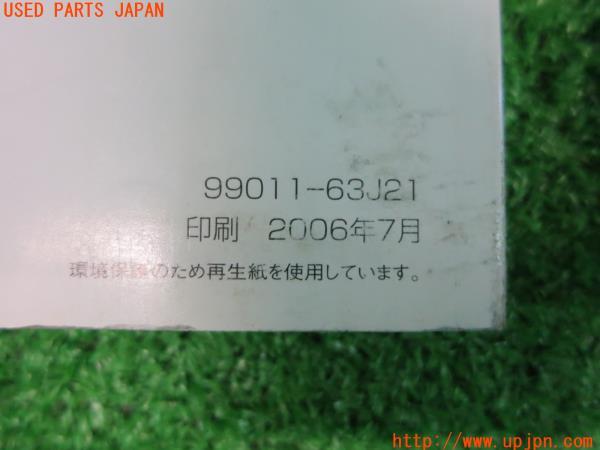 USED PARTS JAPAN
99011-63J21
印刷 2006年7月
環境保護のため再生紙を使用しています。
http://www.upjpn.com